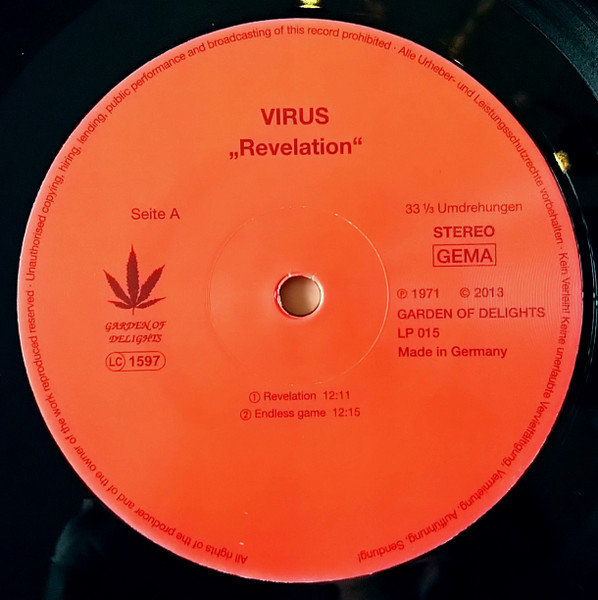 Unauthorised copying, hiring, lending, public performance and broadcasting of this record prohibited · Alle Urheber- und Leistungsschutzrechte vorbehalten · Kein Verleih! Keine unerlaubte Vervielfältigung, Vermietung, Aufführung, Sendung!
All rights of the producer and of the owner of the work reproduced reserved ·
VIRUS
„Revelation“
Seite A
33 ⅓ Umdrehungen
STEREO
GEMA
GARDEN OF
DELIGHTS
LC 1597
℗ 1971 © 2013
GARDEN OF DELIGHTS
LP 015
Made in Germany
① Revelation 12:11
② Endless game 12:15